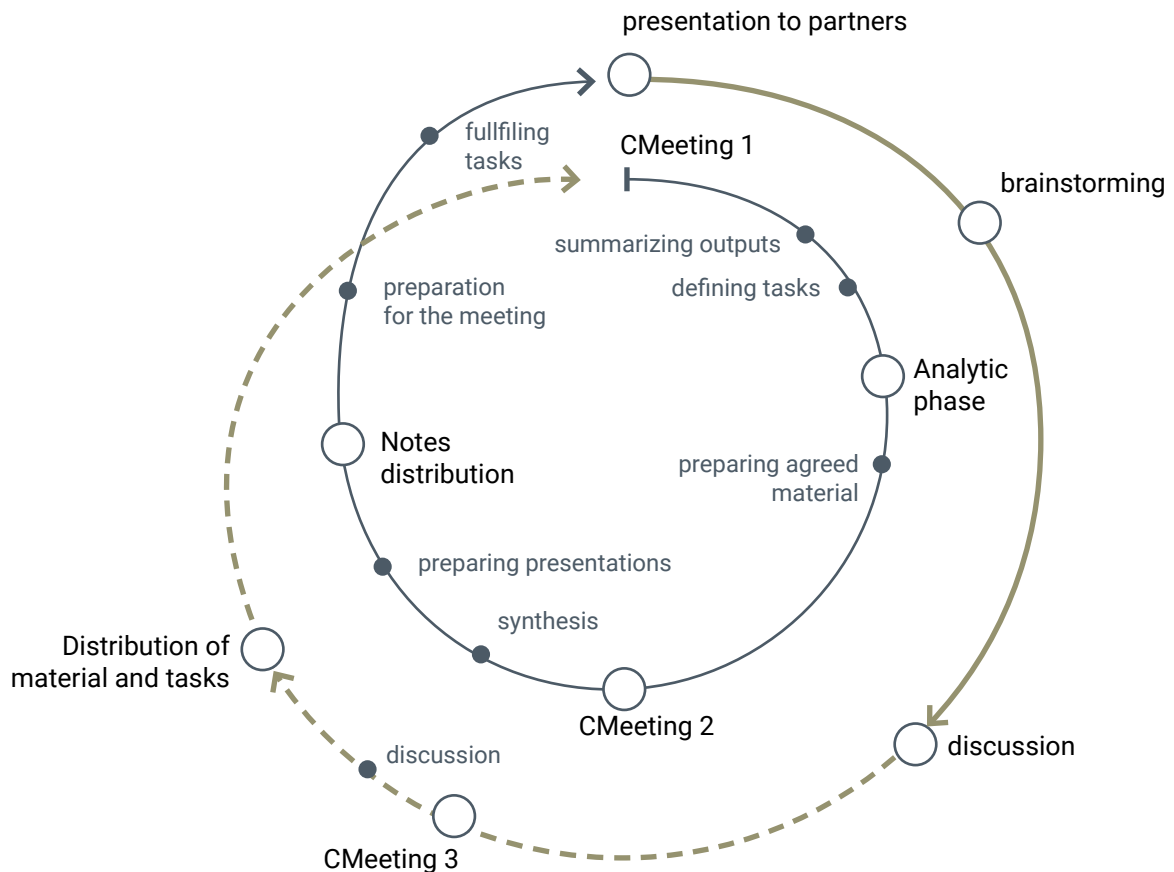 presentation to partners
CMeeting 1
fullfiling
tasks
brainstorming
summarizing outputs
defining tasks
preparation
for the meeting
Analytic
phase
Notes
distribution
preparing agreed
material
preparing presentations
synthesis
Distribution of
material and tasks
CMeeting 2
discussion
discussion
CMeeting 3